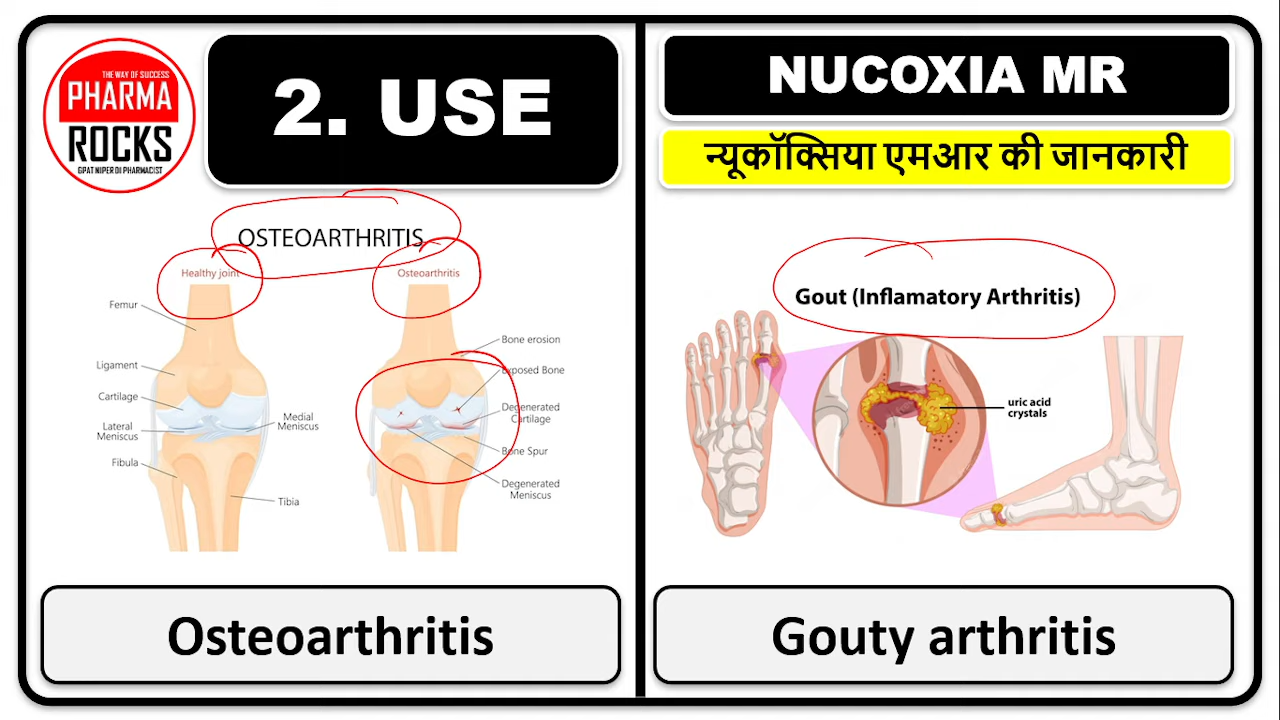 THE WAY OF SUCCESS
PHARMA
ROCKS
GPAT NIPER DI PHARMACIST
2. USE
NUCOXIA MR
न्यूकॉक्सिया एमआर की जानकारी
OSTEOARTHRITIS
Healthy joint
Osteoarthritis
Femur
Ligament
Cartilage
Lateral
Meniscus
Fibula
Medial
Meniscus
Tibia
Bone erosion
Exposed Bone
Degenerated
Cartilage
Bone Spur
Degenerated
Meniscus
Osteoarthritis
Gout (Inflamatory Arthritis)
uric acid
crystals
Gouty arthritis